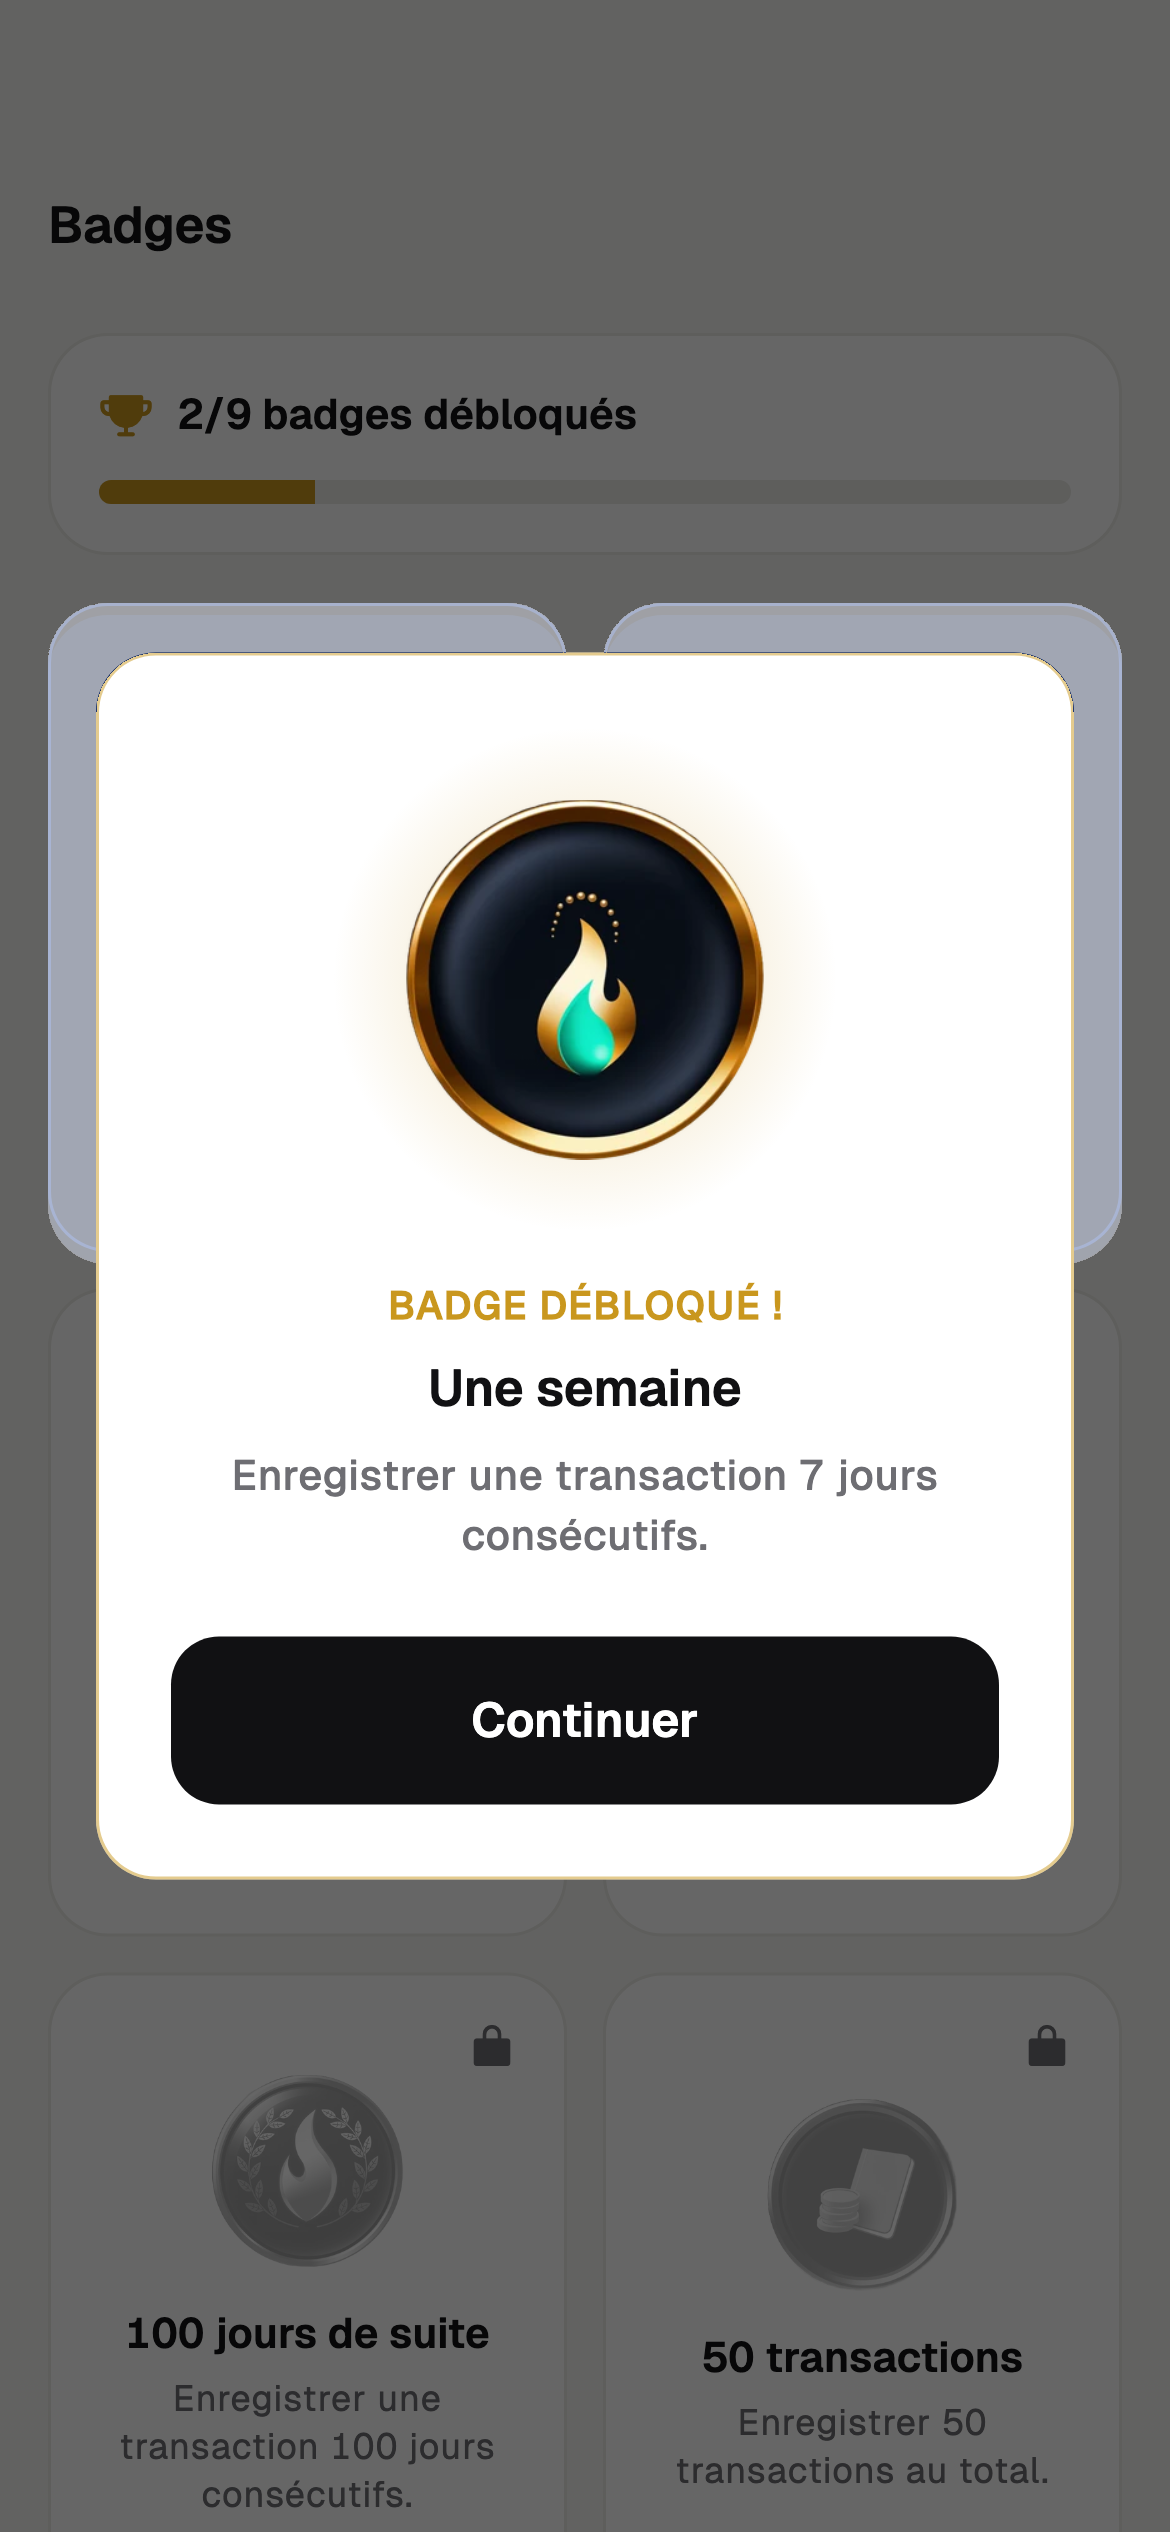 Badges
2/9 badges débloqués
BADGE DÉBLOQUÉ !
Une semaine
Enregistrer une transaction 7 jours
consécutifs.
Continuer
100 jours de suite
Enregistrer une
transaction 100 jours
consécutifs.
50 transactions
Enregistrer 50
transactions au total.